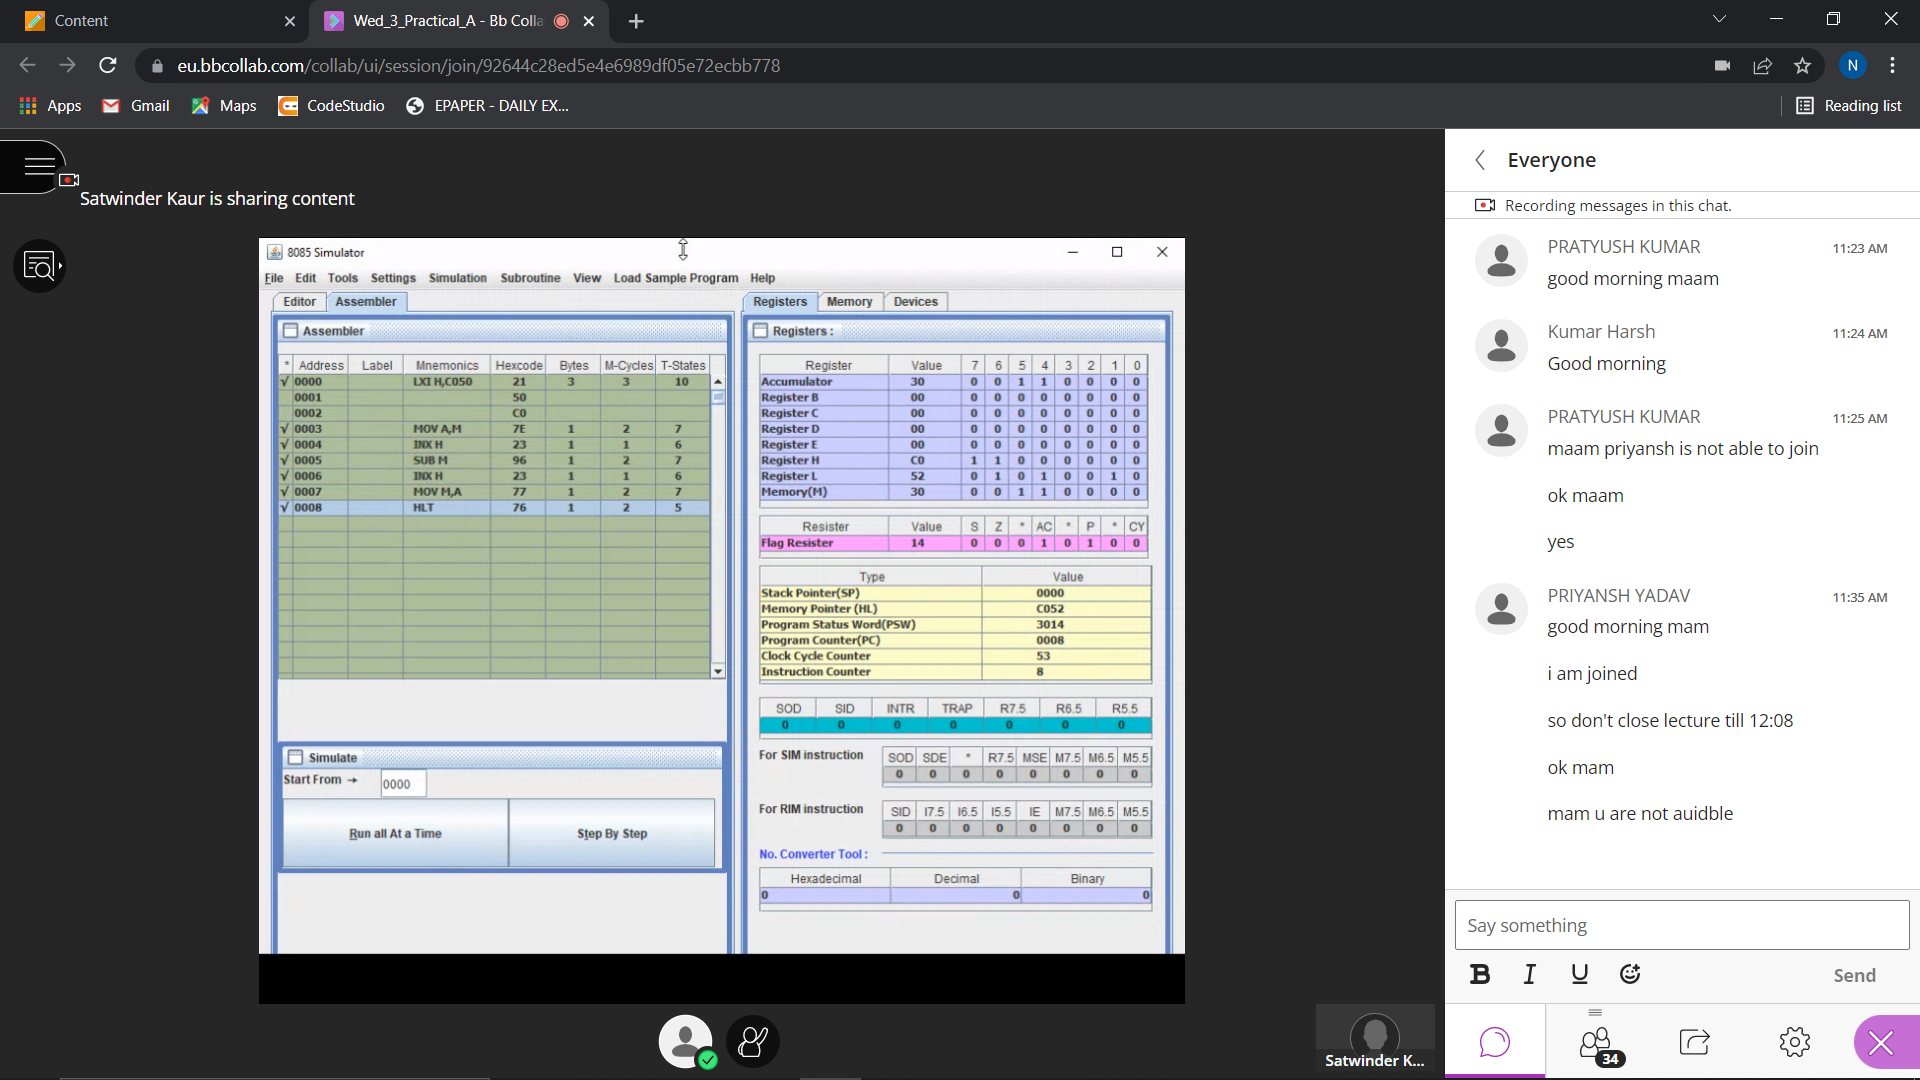 Content
Wed_3_Practical_A - Bb Colla
eu.bbcollab.com/collab/ui/session/join/92644c28ed5e4e6989df05e72ecbb778
N
Apps Gmail Maps CodeStudio EPAPER - DAILY EX... Reading list
Satwinder Kaur is sharing content
8085 Simulator
File Edit Tools Settings Simulation Subroutine View Load Sample Program Help
Editor Assembler
Assembler
* Address Label Mnemonics Hexcode Bytes M-Cycles T-States
√ 0000 LXI H,C050 21 3 3 10
0001 50
0002 C0
√ 0003 MOV A,M 7E 1 2 7
√ 0004 INX H 23 1 1 6
√ 0005 SUB M 96 1 2 7
√ 0006 INX H 23 1 1 6
√ 0007 MOV M,A 77 1 2 7
√ 0008 HLT 76 1 2 5
Simulate
Start From → 0000
Run all At a Time Step By Step
Registers Memory Devices
Registers :
Register Value 7 6 5 4 3 2 1 0
Accumulator 30 0 0 1 1 0 0 0 0
Register B 00 0 0 0 0 0 0 0 0
Register C 00 0 0 0 0 0 0 0 0
Register D 00 0 0 0 0 0 0 0 0
Register E 00 0 0 0 0 0 0 0 0
Register H C0 1 1 0 0 0 0 0 0
Register L 52 0 1 0 1 0 0 1 0
Memory(M) 30 0 0 1 1 0 0 0 0
Resister Value S Z * AC * P * CY
Flag Resister 14 0 0 0 1 0 1 0 0
Type Value
Stack Pointer(SP) 0000
Memory Pointer (HL) C052
Program Status Word(PSW) 3014
Program Counter(PC) 0008
Clock Cycle Counter 53
Instruction Counter 8
SOD SID INTR TRAP R7.5 R6.5 R5.5
0 0 0 0 0 0 0
For SIM instruction SOD SDE * R7.5 MSE M7.5 M6.5 M5.5
0 0 0 0 0 0 0 0
For RIM instruction SID I7.5 I6.5 I5.5 IE M7.5 M6.5 M5.5
0 0 0 0 0 0 0 0
No. Converter Tool :
Hexadecimal Decimal Binary
0 0 0
Satwinder K...
Everyone
Recording messages in this chat.
PRATYUSH KUMAR 11:23 AM
good morning maam
Kumar Harsh 11:24 AM
Good morning
PRATYUSH KUMAR 11:25 AM
maam priyansh is not able to join
ok maam
yes
PRIYANSH YADAV 11:35 AM
good morning mam
i am joined
so don't close lecture till 12:08
ok mam
mam u are not auidble
Say something
B I U Send
34